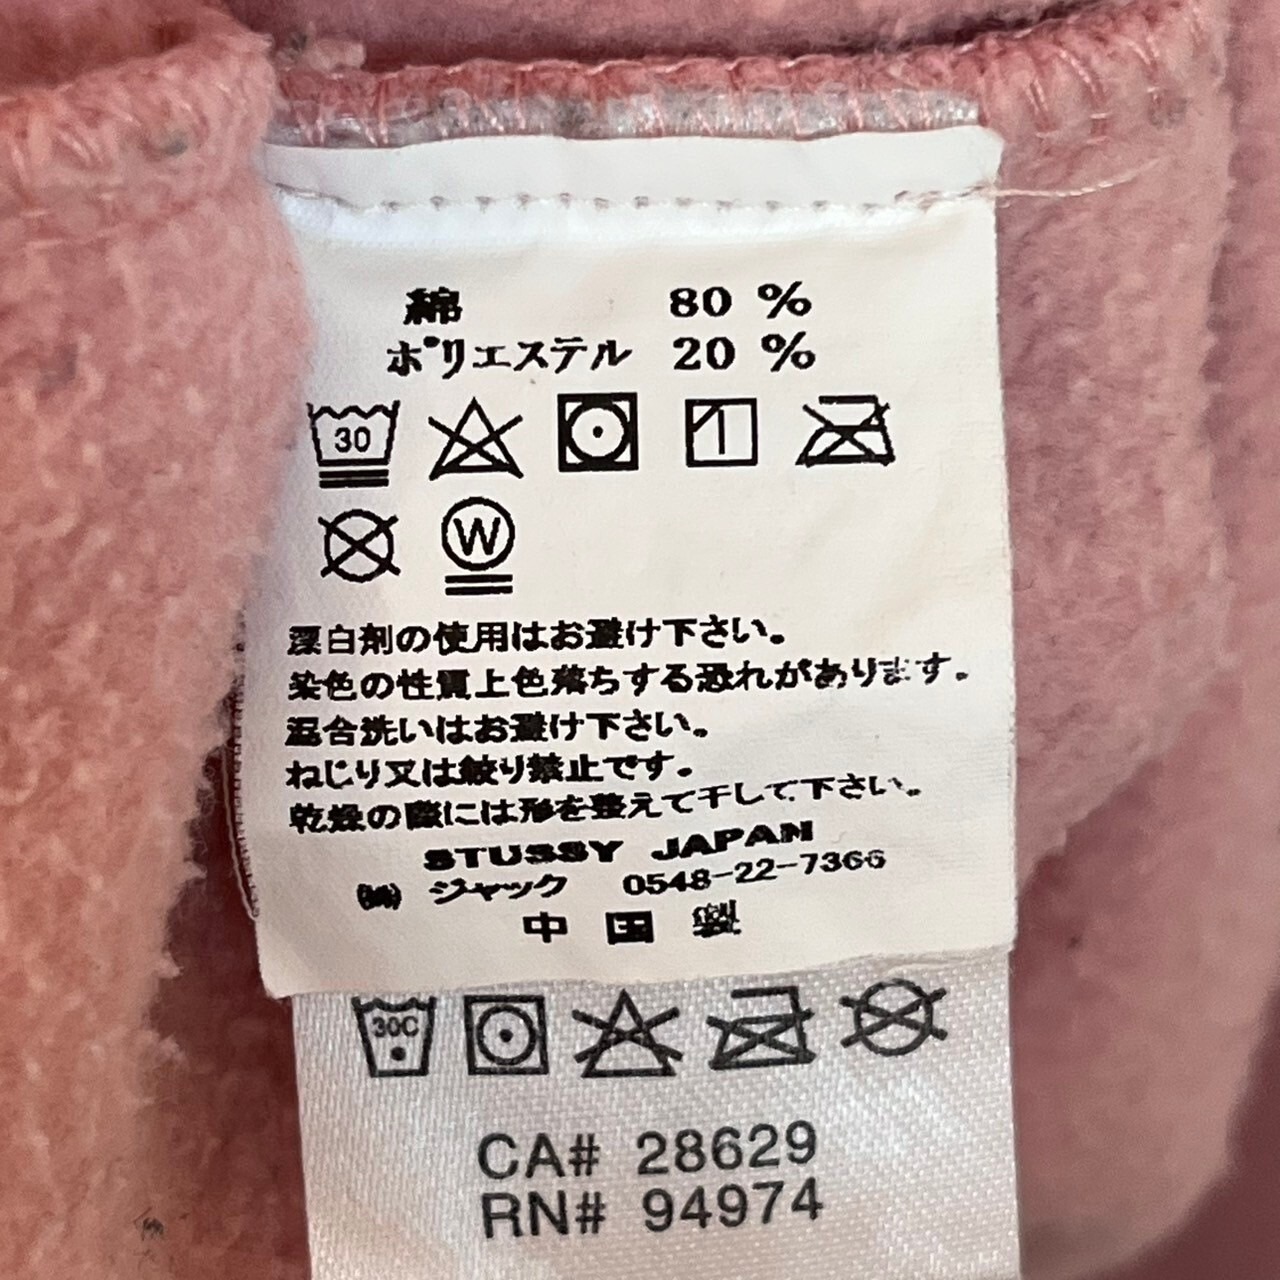 綿 80 %
ポリエステル 20 %
30
W
漂白剤の使用はお避け下さい。
染色の性質上色落ちする恐れがあります。
混合洗いはお避け下さい。
ねじり又は絞り禁止です。
乾燥の際には形を整えて干して下さい。
STUSSY JAPAN
㈱ ジャック 0548-22-7366
中国製
30C
CA# 28629
RN# 94974